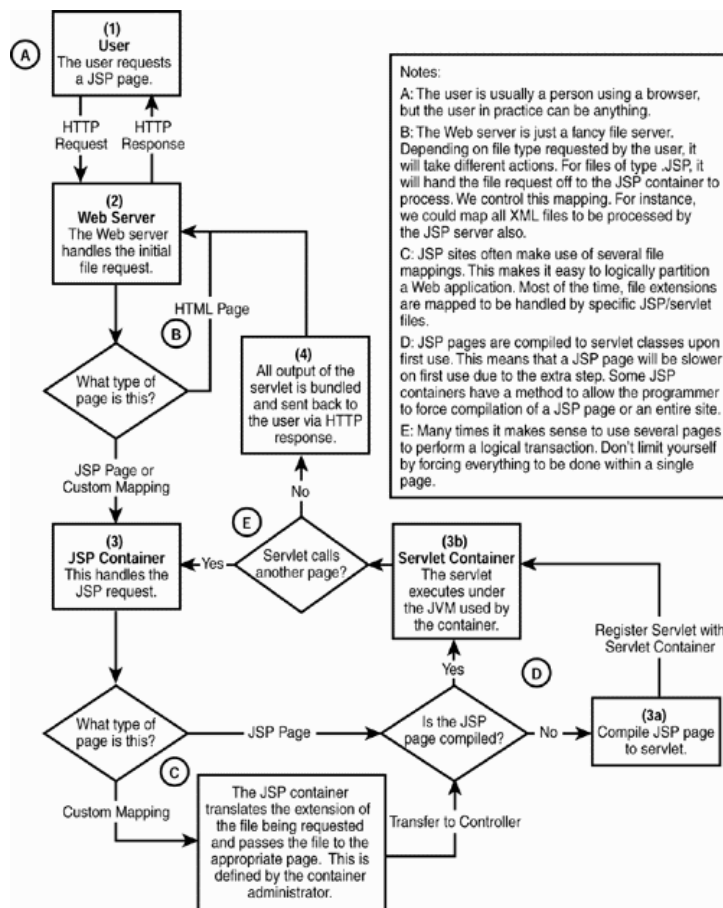 (1)
User
The user requests
a JSP page.
A
HTTP
Request
HTTP
Response
(2)
Web Server
The Web server
handles the initial
file request.
HTML Page
B
What type of
page is this?
JSP Page or
Custom Mapping
(4)
All output of the
servlet is bundled
and sent back to
the user via HTTP
response.
No
E
Servlet calls
another page?
Yes
(3)
JSP Container
This handles the
JSP request.
(3b)
Servlet Container
The servlet
executes under
the JVM used by
the container.
Register Servlet with
Servlet Container
Yes
D
What type of
page is this?
JSP Page
Is the JSP
page compiled?
No
(3a)
Compile JSP page
to servlet.
C
Custom Mapping
The JSP container
translates the extension of
the file being requested
and passes the file to the
appropriate page. This is
defined by the container
administrator.
Transfer to Controller
Notes:
A: The user is usually a person using a browser,
but the user in practice can be anything.
B: The Web server is just a fancy file server.
Depending on file type requested by the user, it
will take different actions. For files of type .JSP, it
will hand the file request off to the JSP container to
process. We control this mapping. For instance,
we could map all XML files to be processed by
the JSP server also.
C: JSP sites often make use of several file
mappings. This makes it easy to logically partition
a Web application. Most of the time, file extensions
are mapped to be handled by specific JSP/servlet
files.
D: JSP pages are compiled to servlet classes upon
first use. This means that a JSP page will be slower
on first use due to the extra step. Some JSP
containers have a method to allow the programmer
to force compilation of a JSP page or an entire site.
E: Many times it makes sense to use several pages
to perform a logical transaction. Don't limit yourself
by forcing everything to be done within a single
page.